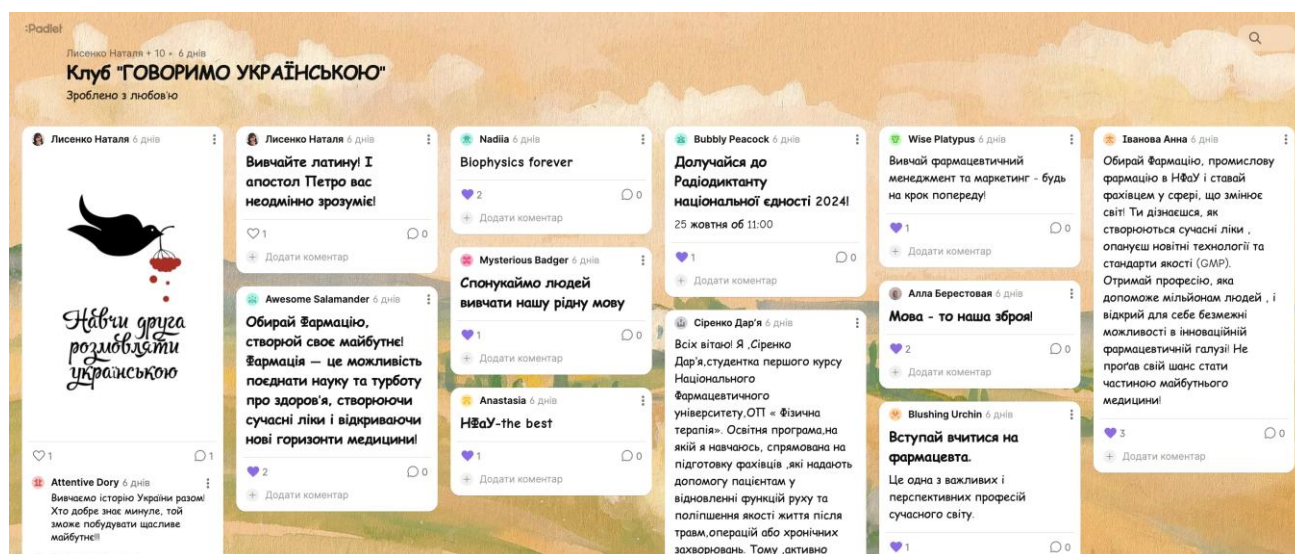 :Padlet
Лисенко Наталя + 10 • 6 днів
Клуб "ГОВОРИМО УКРАЇНСЬКОЮ"
Зроблено з любов'ю
Лисенко Наталя 6 днів
Навчи друга
розмовляти
українською
1
1
Attentive Dory 6 днів
Вивчаємо історію України разом!
Хто добре знає минуле, той
зможе побудувати щасливе
майбутнє!!!
Лисенко Наталя 6 днів
Вивчайте латину! І
апостол Петро вас
неодмінно зрозуміє!
1
0
Додати коментар
Awesome Salamander 6 днів
Обирай Фармацію,
створюй своє майбутнє!
Фармація — це можливість
поєднати науку та турботу
про здоров'я, створюючи
сучасні ліки і відкриваючи
нові горизонти медицини!
2
0
Додати коментар
Nadiia 6 днів
Biophysics forever
2
0
Додати коментар
Mysterious Badger 6 днів
Спонукаймо людей
вивчати нашу рідну мову
1
0
Додати коментар
Anastasia 6 днів
НФаУ-the best
1
0
Додати коментар
Bubbly Peacock 6 днів
Долучайся до
Радіодиктанту
національної єдності 2024!
25 жовтня об 11:00
1
0
Додати коментар
Сіренко Дар'я 6 днів
Всіх вітаю! Я ,Сіренко
Дар'я,студентка першого курсу
Національного
Фармацевтичного
університету,ОП « Фізична
терапія». Освітня програма,на
якій я навчаюсь, спрямована на
підготовку фахівців ,які надають
допомогу пацієнтам у
відновленні функцій руху та
поліпшення якості життя після
травм,операцій або хронічних
захворювань. Тому ,активно
Wise Platypus 6 днів
Вивчай фармацевтичний
менеджмент та маркетинг - будь
на крок попереду!
1
0
Додати коментар
Алла Берестовая 6 днів
Мова - то наша зброя!
2
0
Додати коментар
Blushing Urchin 6 днів
Вступай вчитися на
фармацевта.
Це одна з важливих і
перспективних професій
сучасного світу.
1
0
Іванова Анна 6 днів
Обирай Фармацію, промислову
фармацію в НФаУ і ставай
фахівцем у сфері, що змінює
світ! Ти дізнаєшся, як
створюються сучасні ліки ,
опануєш новітні технології та
стандарти якості (GMP).
Отримай професію, яка
допоможе мільйонам людей , і
відкрий для себе безмежні
можливості в інноваційній
фармацевтичній галузі! Не
проґав свій шанс стати
частиною майбутнього
медицини!
3
0
Додати коментар